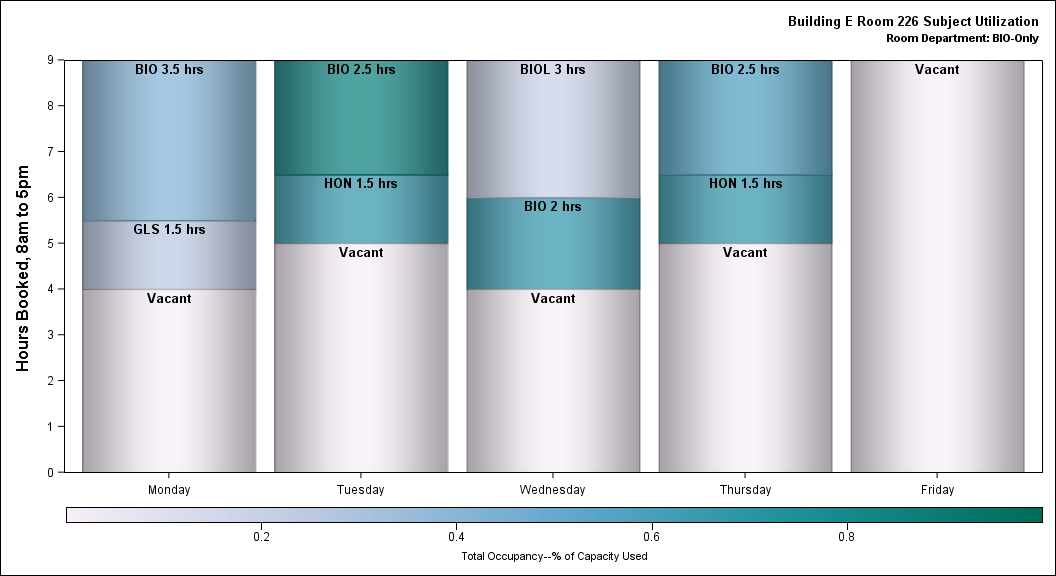 Building E Room 226 Subject Utilization
Room Department: BIO-Only
Hours Booked, 8am to 5pm
9
8
7
6
5
4
3
2
1
0
BIO 3.5 hrs
GLS 1.5 hrs
Vacant
BIO 2.5 hrs
HON 1.5 hrs
Vacant
BIOL 3 hrs
BIO 2 hrs
Vacant
BIO 2.5 hrs
HON 1.5 hrs
Vacant
Vacant
Monday
Tuesday
Wednesday
Thursday
Friday
0.2
0.4
0.6
0.8
Total Occupancy--% of Capacity Used